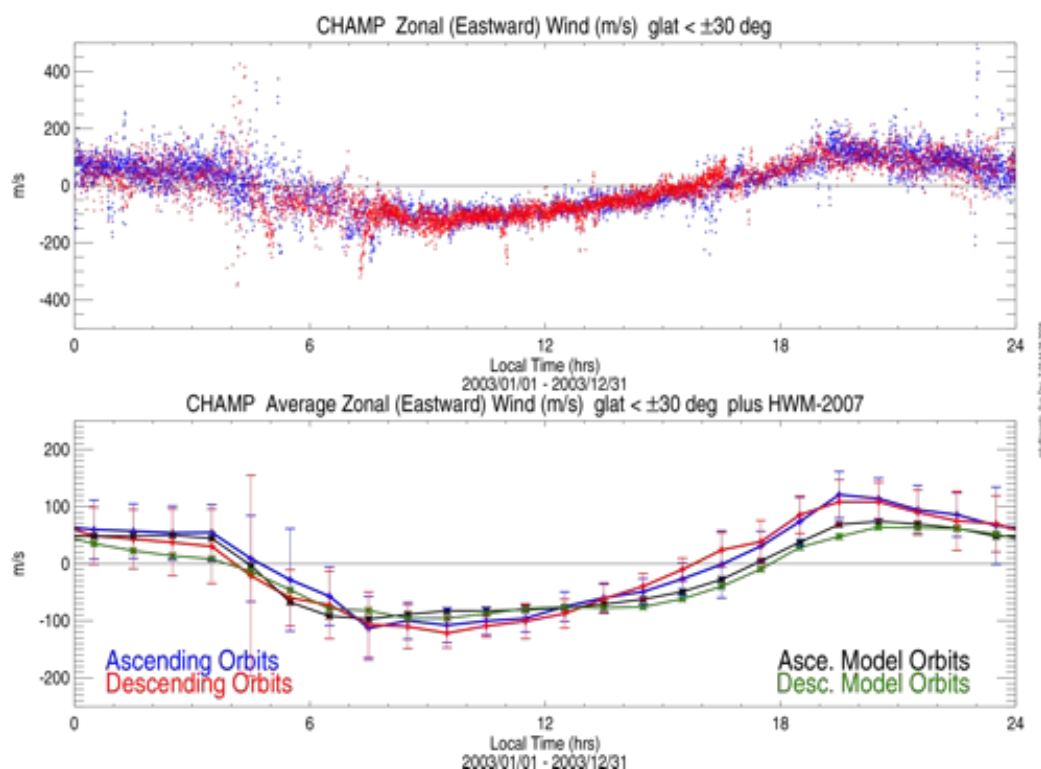 CHAMP Zonal (Eastward) Wind (m/s) glat < ±30 deg
400
200
0
-200
-400
m/s
0 6 12 18 24
Local Time (hrs)
2003/01/01 - 2003/12/31
CHAMP Average Zonal (Eastward) Wind (m/s) glat < ±30 deg plus HWM-2007
200
100
0
-100
-200
m/s
Ascending Orbits
Descending Orbits
Asce. Model Orbits
Desc. Model Orbits
0 6 12 18 24
Local Time (hrs)
2003/01/01 - 2003/12/31